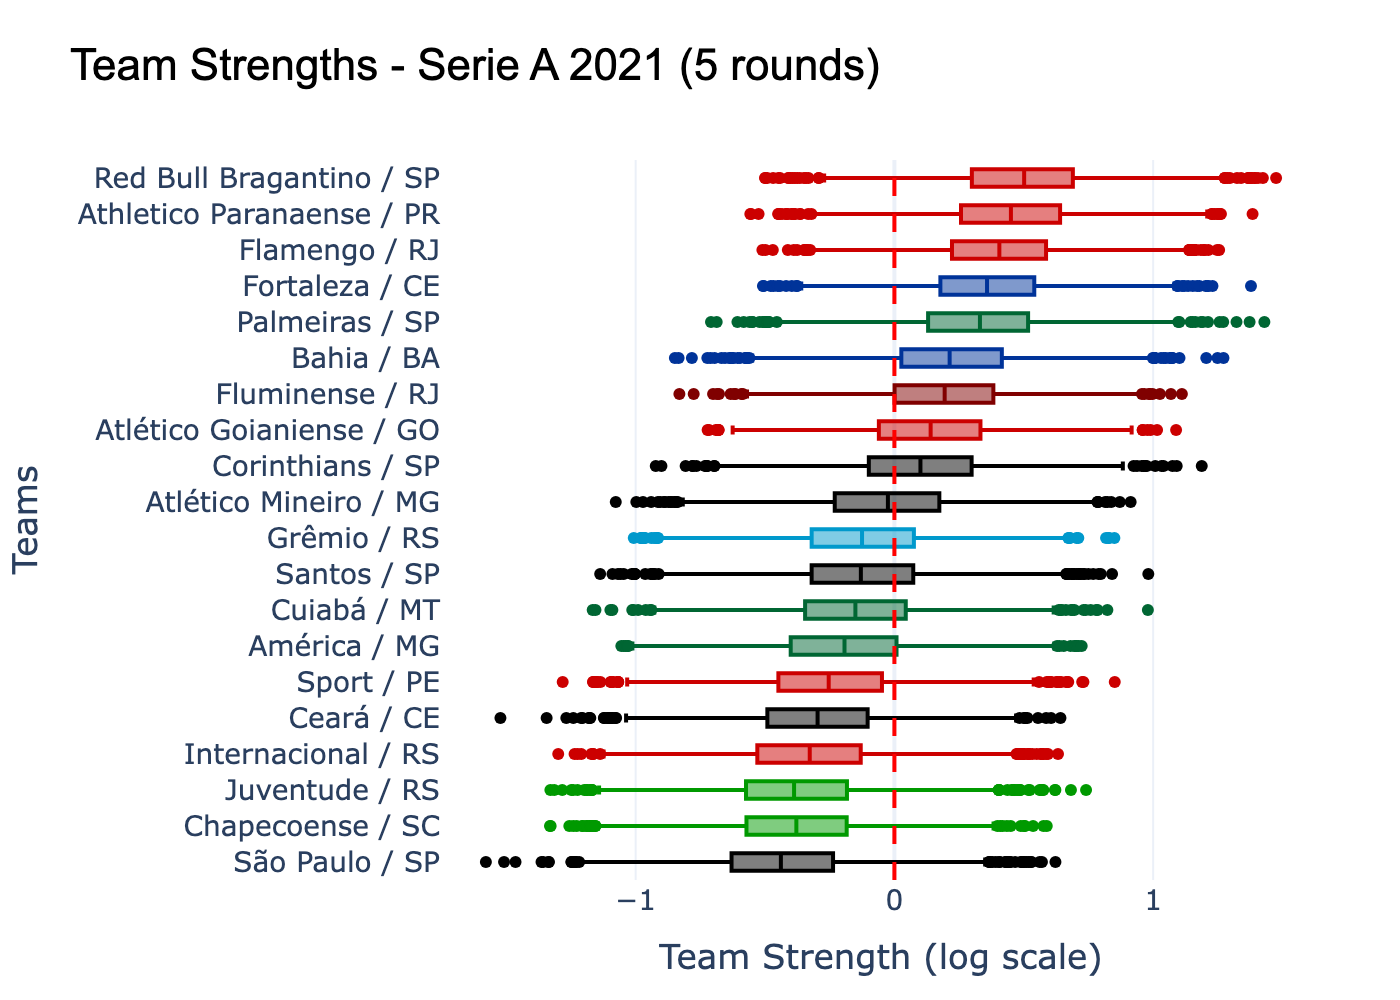 Team Strengths - Serie A 2021 (5 rounds)
Red Bull Bragantino / SP
Athletico Paranaense / PR
Flamengo / RJ
Fortaleza / CE
Palmeiras / SP
Bahia / BA
Fluminense / RJ
Atlético Goianiense / GO
Corinthians / SP
Atlético Mineiro / MG
Grêmio / RS
Santos / SP
Cuiabá / MT
América / MG
Sport / PE
Ceará / CE
Internacional / RS
Juventude / RS
Chapecoense / SC
São Paulo / SP
Teams
−1 0 1
Team Strength (log scale)